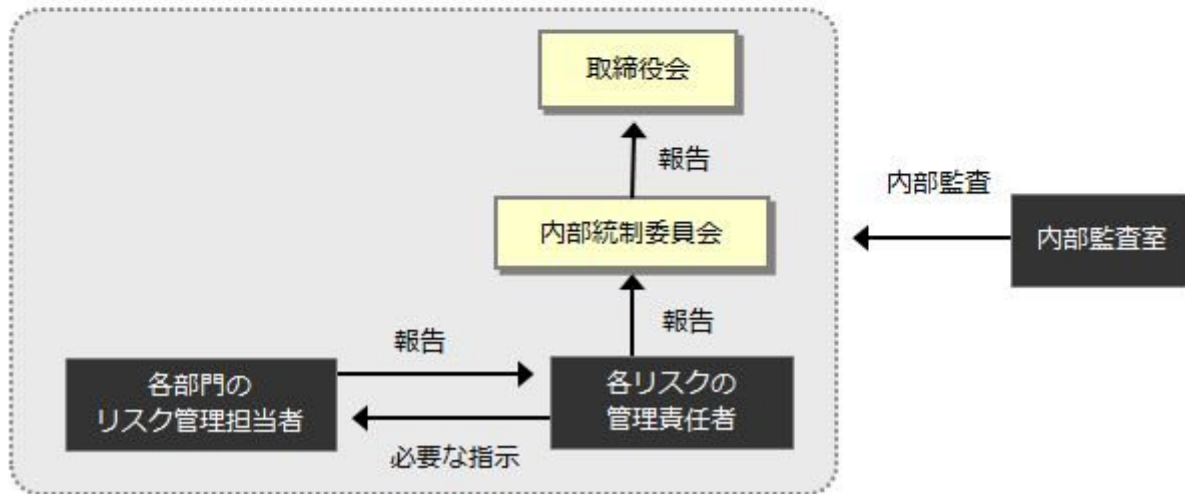 取締役会
報告
内部監査
内部統制委員会
内部監査室
報告
報告
各部門の
リスク管理担当者
各リスクの
管理責任者
必要な指示